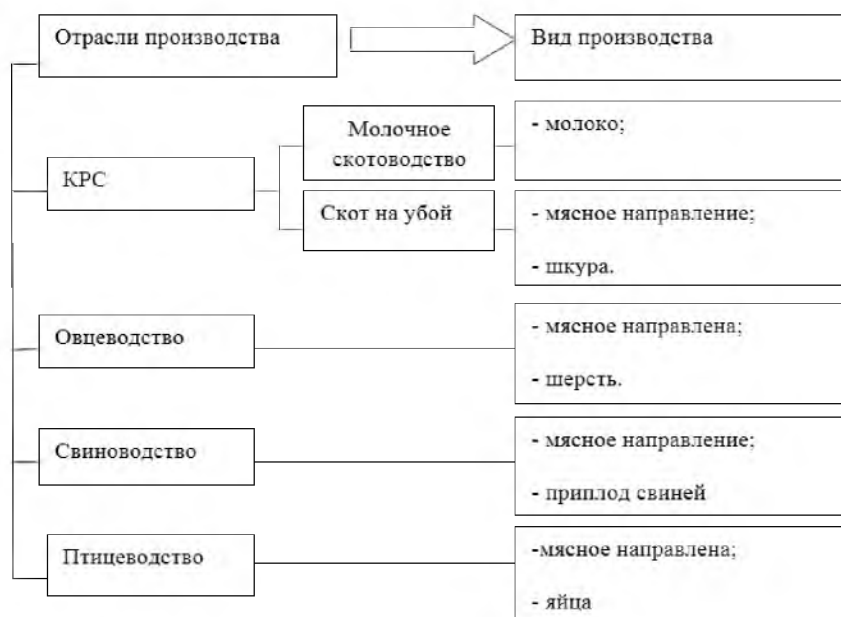 Отрасли производства
Вид производства
КРС
Молочное
скотоводство
- молоко;
Скот на убой
- мясное направление;
- шкура.
Овцеводство
- мясное направлена;
- шерсть.
Свиноводство
- мясное направление;
- приплод свиней
Птицеводство
-мясное направлена;
- яйца